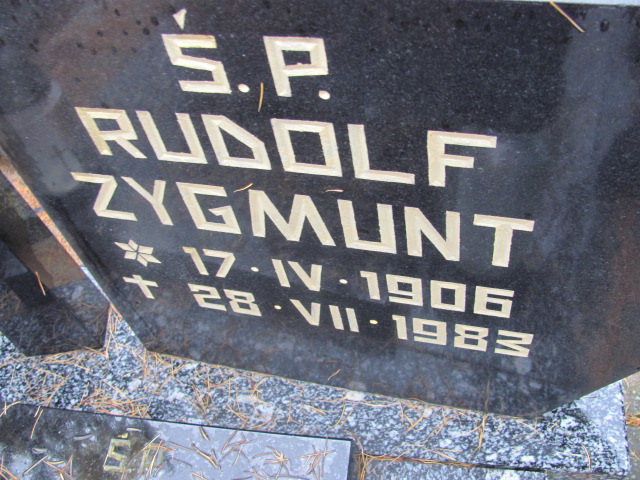 Ś.P.
RUDOLF
ZYGMUNT
* 17·IV·1906
✝ 28·VII·1983